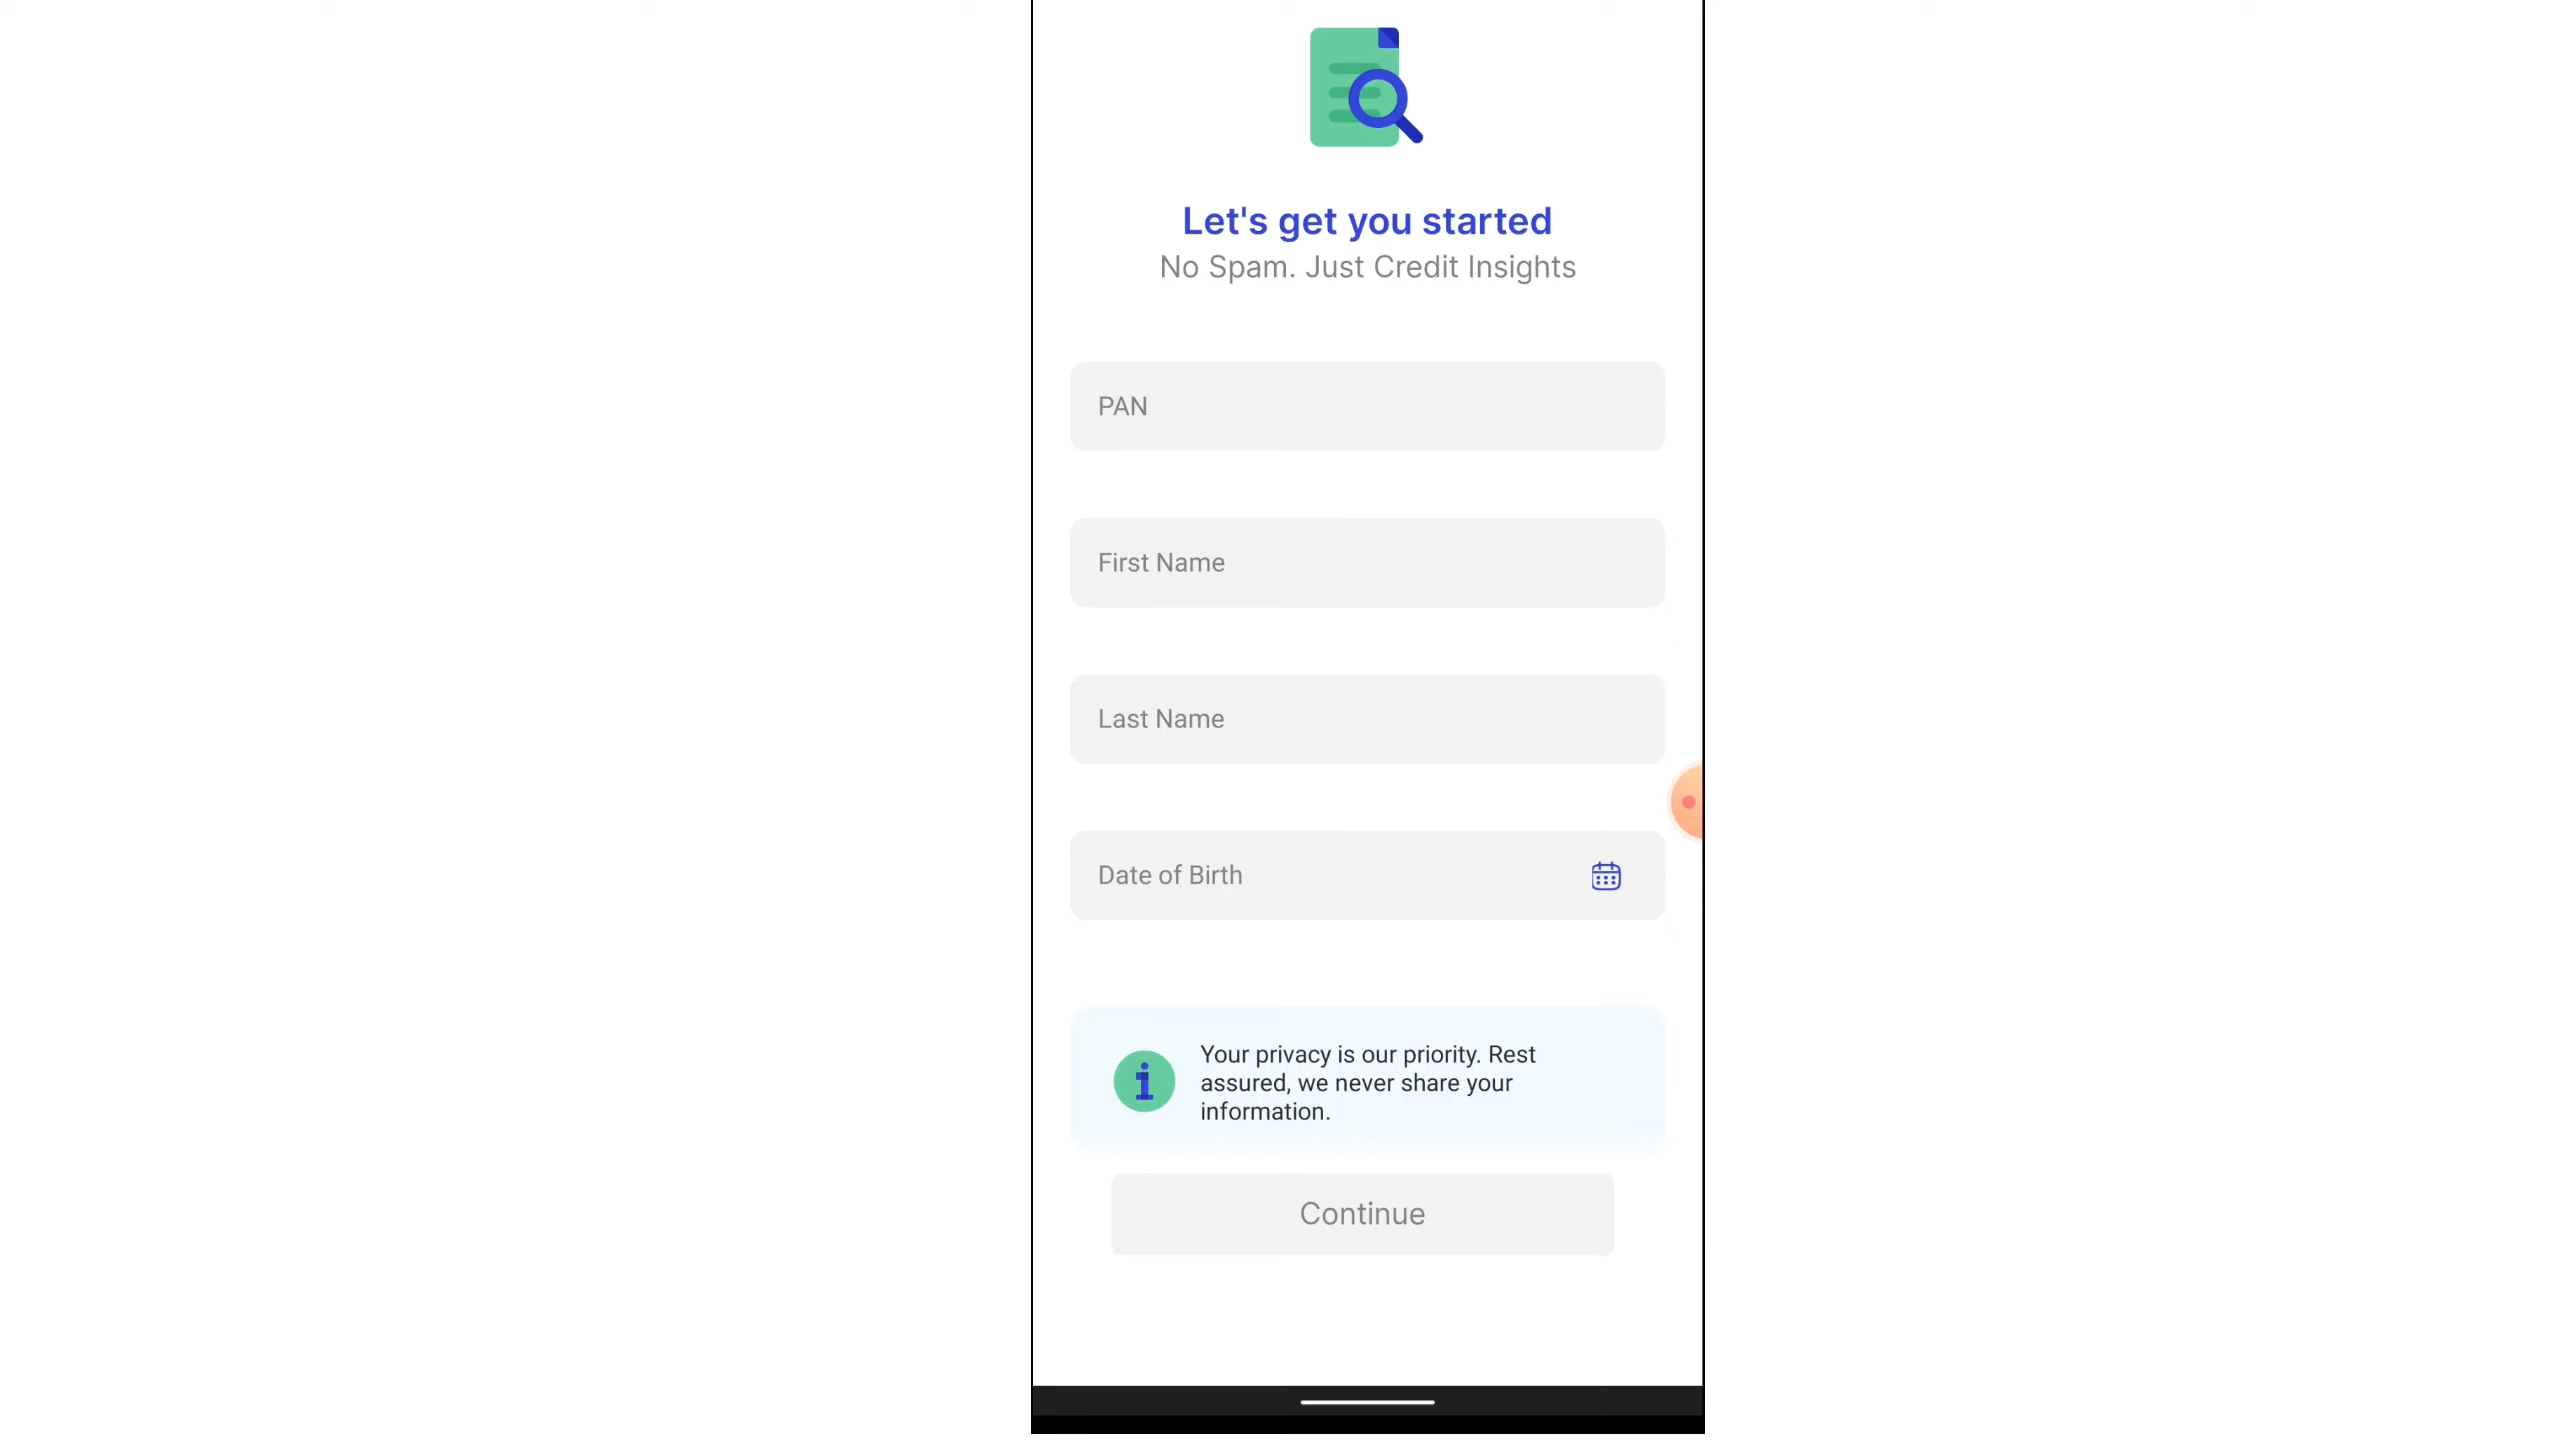 Let's get you started
No Spam. Just Credit Insights
PAN
First Name
Last Name
Date of Birth
Your privacy is our priority. Rest
assured, we never share your
information.
Continue